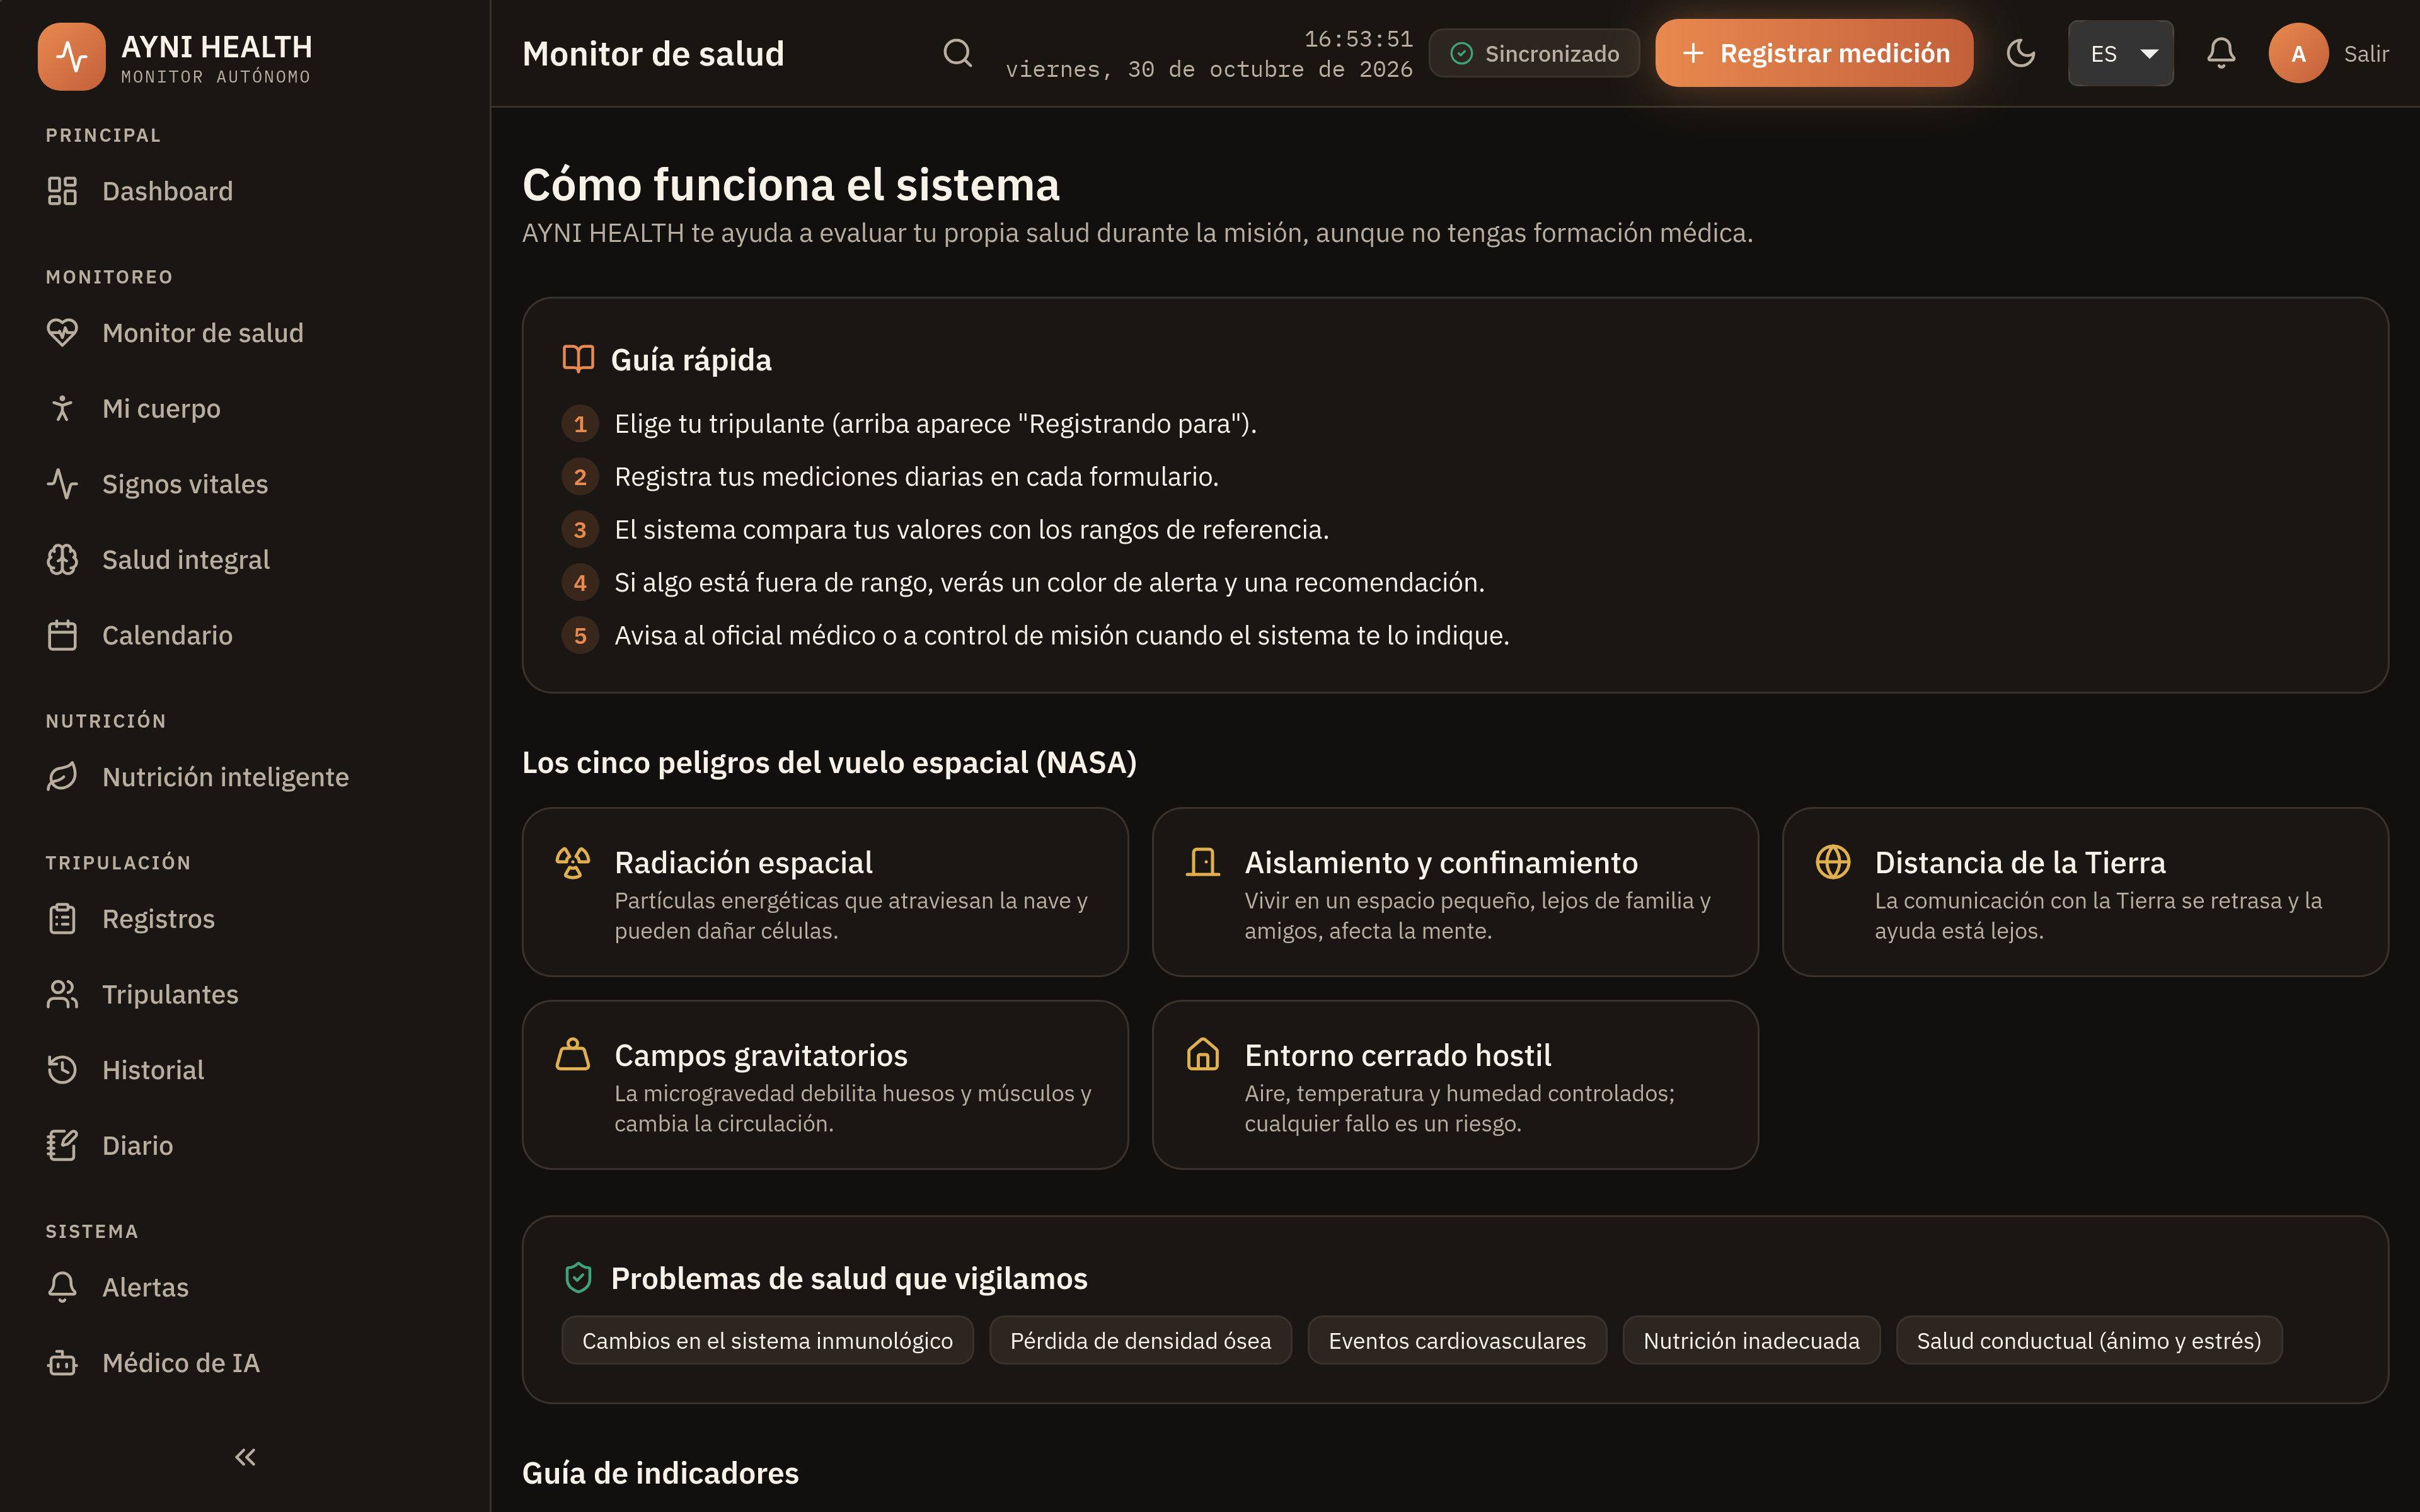 AYNI HEALTH
MONITOR AUTÓNOMO
PRINCIPAL
Dashboard
MONITOREO
Monitor de salud
Mi cuerpo
Signos vitales
Salud integral
Calendario
NUTRICIÓN
Nutrición inteligente
TRIPULACIÓN
Registros
Tripulantes
Historial
Diario
SISTEMA
Alertas
Médico de IA
Monitor de salud
16:53:51
viernes, 30 de octubre de 2026
Sincronizado
Registrar medición
ES
A
Salir
Cómo funciona el sistema
AYNI HEALTH te ayuda a evaluar tu propia salud durante la misión, aunque no tengas formación médica.
Guía rápida
1 Elige tu tripulante (arriba aparece "Registrando para").
2 Registra tus mediciones diarias en cada formulario.
3 El sistema compara tus valores con los rangos de referencia.
4 Si algo está fuera de rango, verás un color de alerta y una recomendación.
5 Avisa al oficial médico o a control de misión cuando el sistema te lo indique.
Los cinco peligros del vuelo espacial (NASA)
Radiación espacial
Partículas energéticas que atraviesan la nave y
pueden dañar células.
Aislamiento y confinamiento
Vivir en un espacio pequeño, lejos de familia y
amigos, afecta la mente.
Distancia de la Tierra
La comunicación con la Tierra se retrasa y la
ayuda está lejos.
Campos gravitatorios
La microgravedad debilita huesos y músculos y
cambia la circulación.
Entorno cerrado hostil
Aire, temperatura y humedad controlados;
cualquier fallo es un riesgo.
Problemas de salud que vigilamos
Cambios en el sistema inmunológico
Pérdida de densidad ósea
Eventos cardiovasculares
Nutrición inadecuada
Salud conductual (ánimo y estrés)
Guía de indicadores